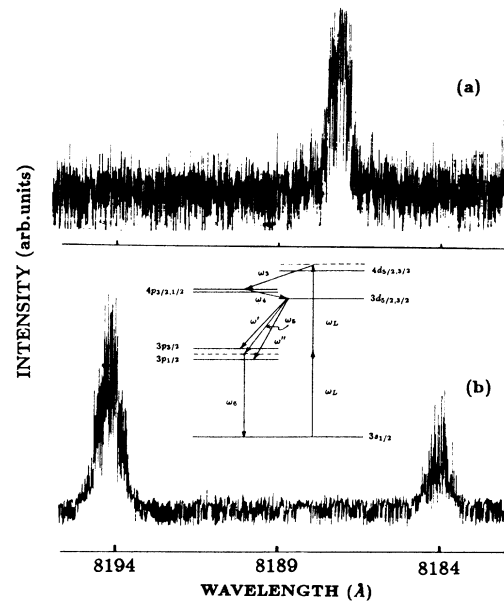 (a)
INTENSITY (arb.units)
ω3
4d5/2,3/2
4p3/2,1/2
ω4
3d5/2,3/2
ω'
ω5
ωL
3p3/2
ω''
3p1/2
(b)
ω6
ωL
3s1/2
8194
8189
8184
WAVELENGTH (Å)